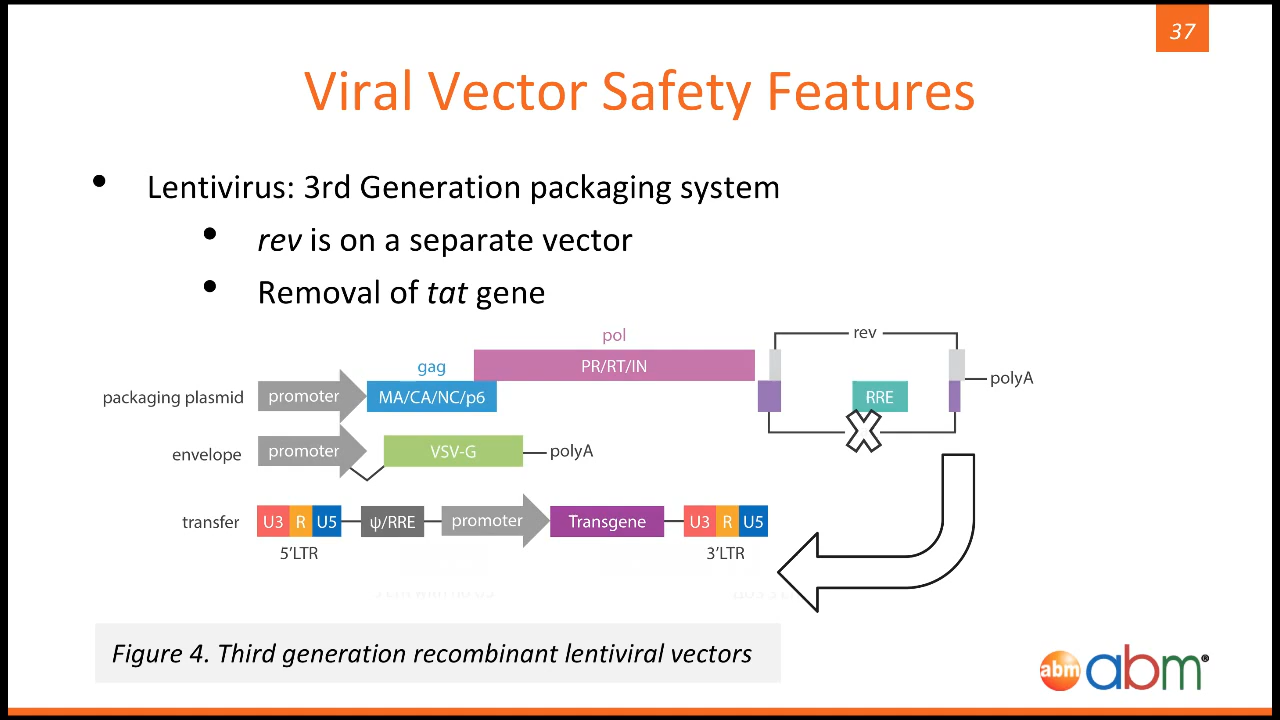 37
Viral Vector Safety Features
• Lentivirus: 3rd Generation packaging system
• rev is on a separate vector
• Removal of tat gene
pol
rev
gag
PR/RT/IN
polyA
packaging plasmid
promoter
MA/CA/NC/p6
RRE
envelope
promoter
VSV-G
polyA
transfer
U3 R U5
ψ/RRE
promoter
Transgene
U3 R U5
5'LTR
3'LTR
Figure 4. Third generation recombinant lentiviral vectors
abm abm®